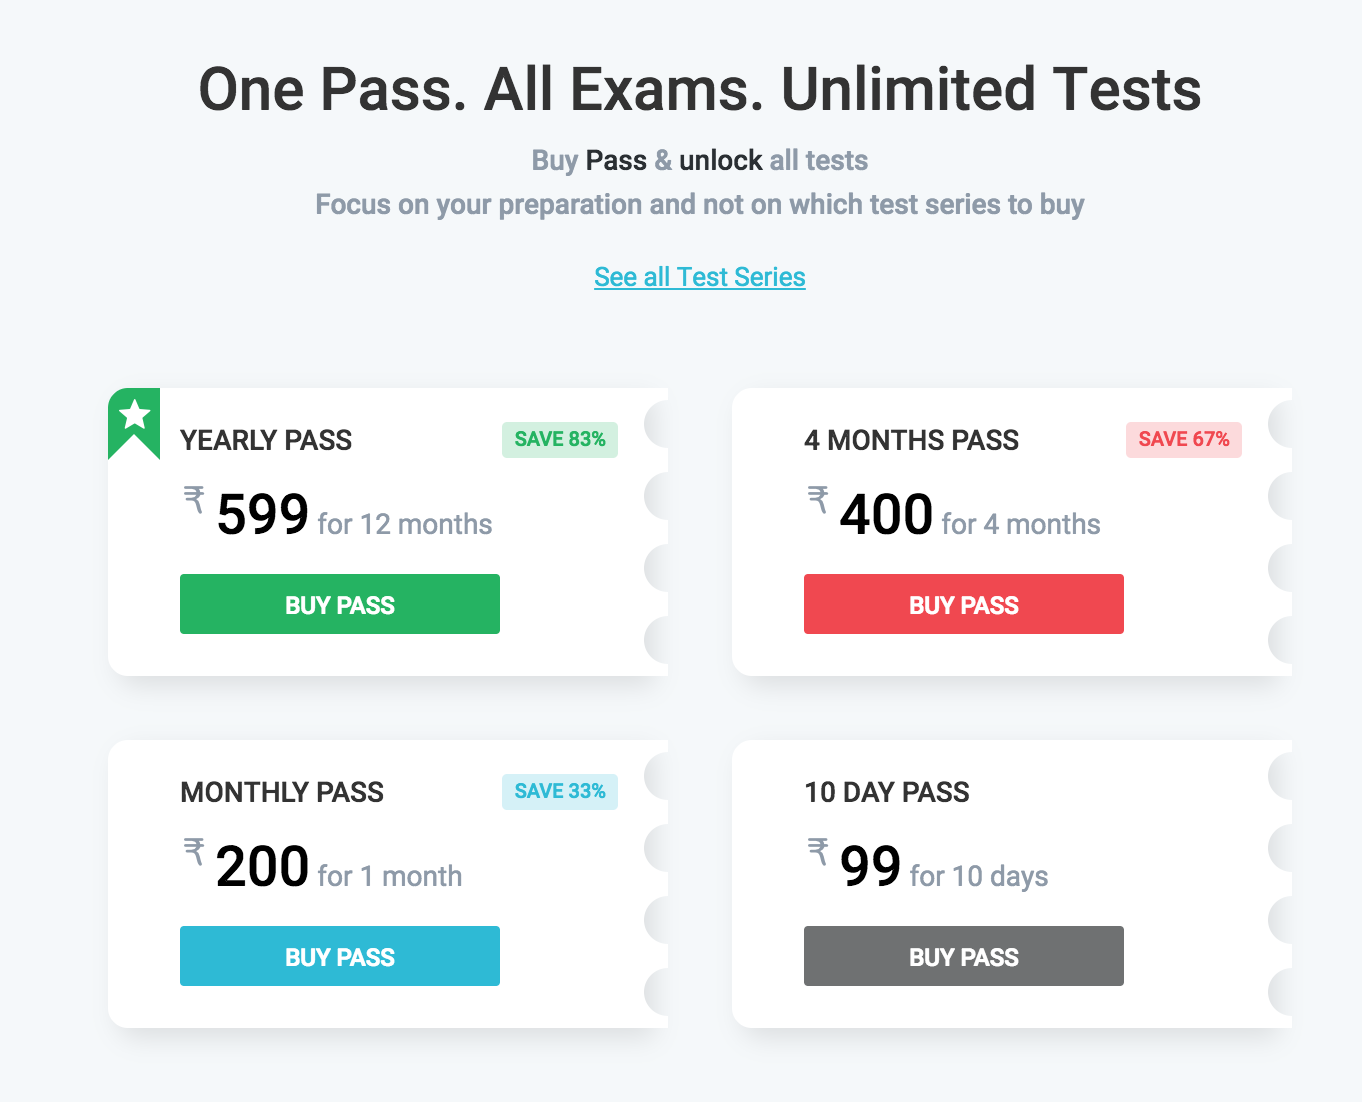 One Pass. All Exams. Unlimited Tests
Buy Pass & unlock all tests
Focus on your preparation and not on which test series to buy
See all Test Series
YEARLY PASS
SAVE 83%
₹ 599 for 12 months
BUY PASS
4 MONTHS PASS
SAVE 67%
₹ 400 for 4 months
BUY PASS
MONTHLY PASS
SAVE 33%
₹ 200 for 1 month
BUY PASS
10 DAY PASS
₹ 99 for 10 days
BUY PASS